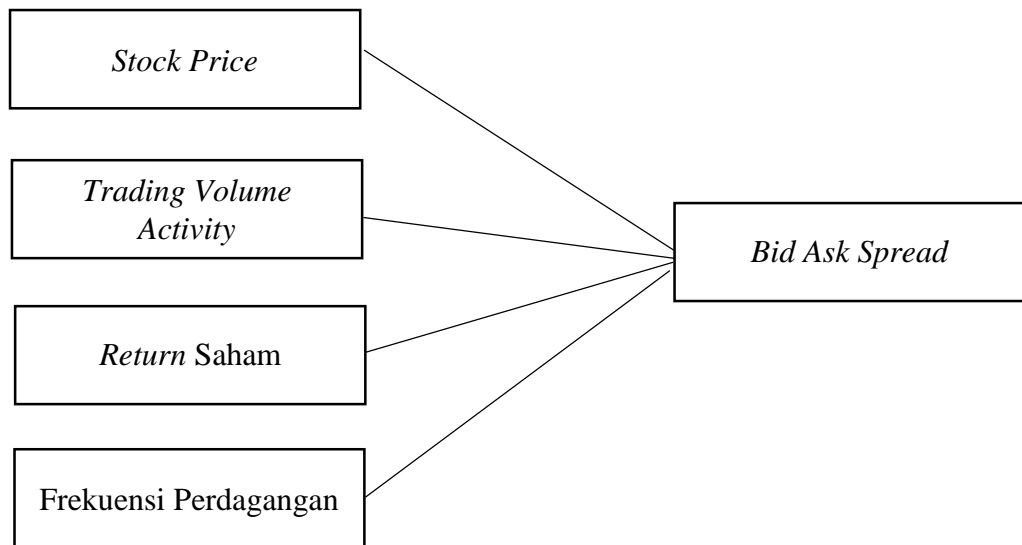 Stock Price
Trading Volume
Activity
Bid Ask Spread
Return Saham
Frekuensi Perdagangan